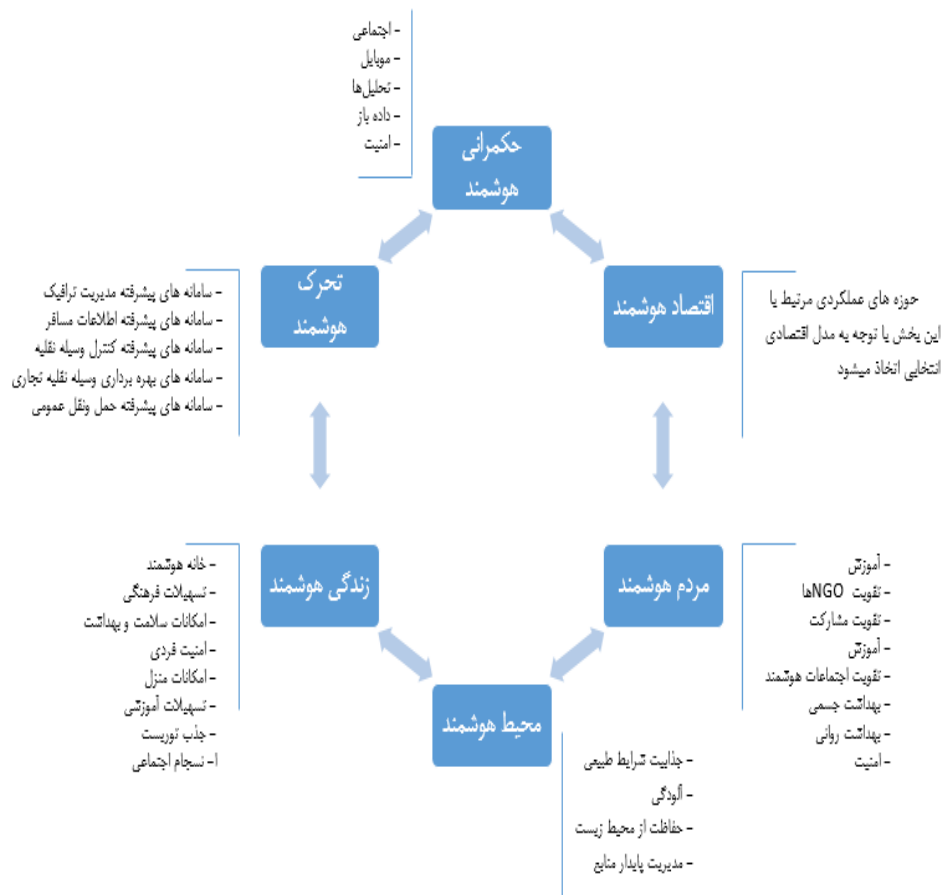 - اجتماعی
- موبایل
- تحلیل‌ها
- داده باز
- امنیت
حکمرانی
هوشمند
تحرک
هوشمند
- سامانه های پیشرفته مدیریت ترافیک
- سامانه های پیشرفته اطلاعات مسافر
- سامانه های پیشرفته کنترل وسیله نقلیه
- سامانه های بهره برداری وسیله نقلیه تجاری
- سامانه های پیشرفته حمل ونقل عمومی
اقتصاد هوشمند
حوزه های عملکردی مرتبط یا
این بخش یا توجه به مدل اقتصادی
انتخابی اتخاذ میشود
زندگی هوشمند
- خانه هوشمند
- تسهیلات فرهنگی
- امکانات سلامت و بهداشت
- امنیت فردی
- امکانات منزل
- تسهیلات آموزشی
- جذب توریست
ا- نسجام اجتماعی
مردم هوشمند
- آموزش
- تقویت NGOها
- تقویت مشارکت
- آموزش
- تقویت اجتماعات هوشمند
- بهداشت جسمی
- بهداشت روانی
- امنیت
محیط هوشمند
- جذابیت شرایط طبیعی
- آلودگی
- حفاظت از محیط زیست
- مدیریت پایدار منابع